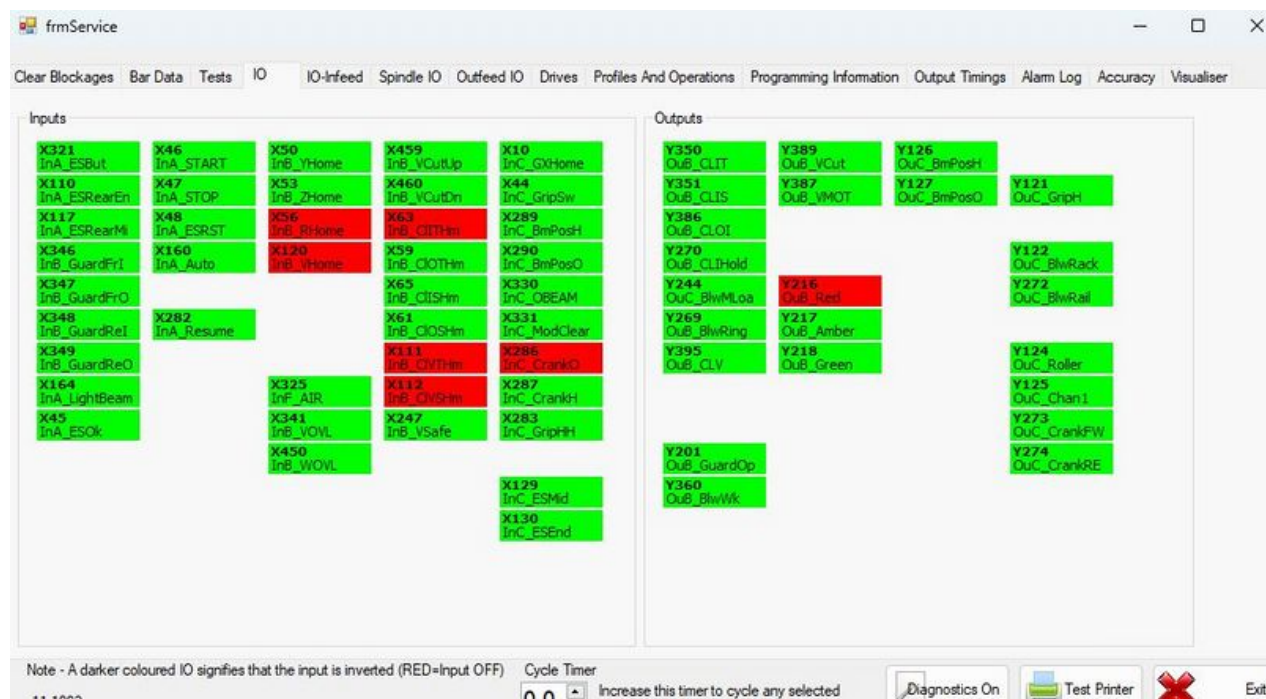 frmService
Clear Blockages Bar Data Tests IO IO-Infeed Spindle IO Outfeed IO Drives Profiles And Operations Programming Information Output Timings Alarm Log Accuracy Visualiser
Inputs
X321
InA_ESBut
X110
InA_ESRearEn
X117
InA_ESRearMi
X346
InB_GuardFrI
X347
InB_GuardFrO
X348
InB_GuardReI
X349
InB_GuardReO
X164
InA_LightBeam
X45
InA_ESOk
X46
InA_START
X47
InA_STOP
X48
InA_ESRST
X160
InA_Auto
X282
InA_Resume
X50
InB_YHome
X53
InB_ZHome
X56
InB_RHome
X120
InB_VHome
X325
InF_AIR
X341
InB_VOVL
X450
InB_WOVL
X459
InB_VCutUp
X460
InB_VCutDn
X63
InB_ClITHm
X59
InB_ClOTHm
X65
InB_ClISHm
X61
InB_ClOSHm
X111
InB_ClVTHm
X112
InB_ClVSHm
X247
InB_VSafe
X10
InC_GXHome
X44
InC_GripSw
X289
InC_BmPosH
X290
InC_BmPosO
X330
InC_OBEAM
X331
InC_ModClear
X286
InC_CrankO
X287
InC_CrankH
X283
InC_GripHH
X129
InC_ESMid
X130
InC_ESEnd
Outputs
Y350
OuB_CLIT
Y351
OuB_CLIS
Y386
OuB_CLOI
Y270
OuB_CLIHold
Y244
OuC_BlwMLoa
Y269
OuB_BlwRing
Y395
OuB_CLV
Y201
OuB_GuardOp
Y360
OuB_BlwWk
Y389
OuB_VCut
Y387
OuB_VMOT
Y216
OuB_Red
Y217
OuB_Amber
Y218
OuB_Green
Y126
OuC_BmPosH
Y127
OuC_BmPosO
Y121
OuC_GripH
Y122
OuC_BlwRack
Y272
OuC_BlwRail
Y124
OuC_Roller
Y125
OuC_Chan1
Y273
OuC_CrankFW
Y274
OuC_CrankRE
Note - A darker coloured IO signifies that the input is inverted (RED=Input OFF)
Cycle Timer
Increase this timer to cycle any selected
Diagnostics On
Test Printer
Exit